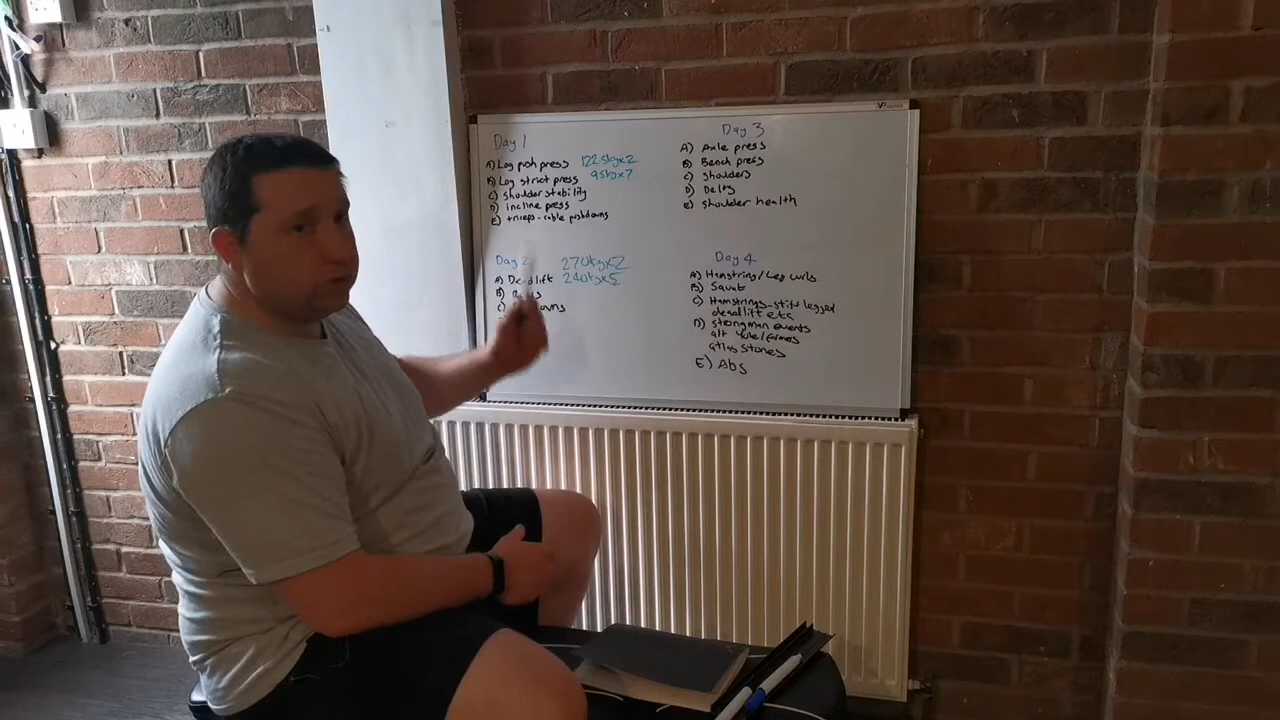 Day 1
A) Log push press 122.5kgx2
B) Log strict press 95kgx7
C) shoulder stability
D) incline press
E) triceps-cable pushdowns
Day 2 270kgx2
A) Deadlift 240kgx5
B)
C)
Day 3
A) Axle press
B) Bench press
C) shoulders
D) Delts
E) shoulder health
Day 4
A) Hamstring/Leg curls
B) Squat
C) Hamstrings-stiff legged
deadlift etc
D) strongman events
alt yoke/farmers
atlas stones
E) Abs